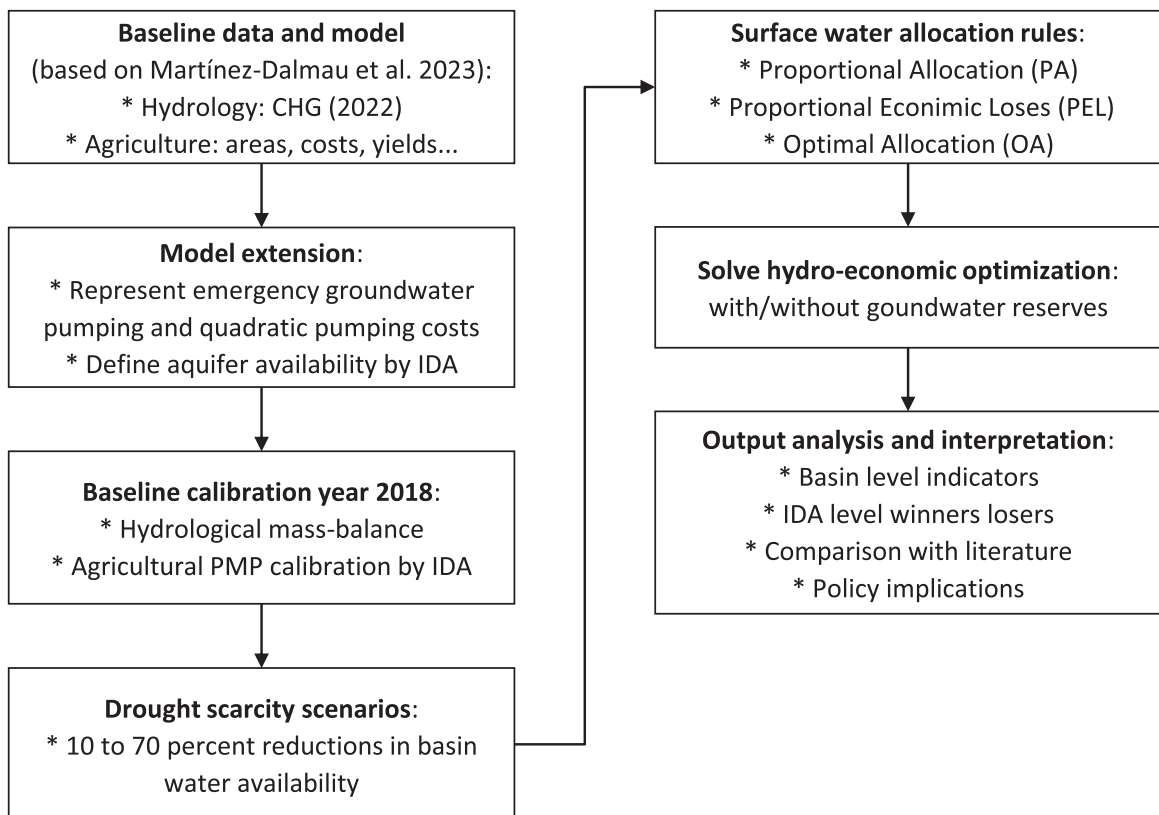 Baseline data and model
(based on Martínez-Dalmau et al. 2023):
* Hydrology: CHG (2022)
* Agriculture: areas, costs, yields...
Model extension:
* Represent emergency groundwater
pumping and quadratic pumping costs
* Define aquifer availability by IDA
Baseline calibration year 2018:
* Hydrological mass-balance
* Agricultural PMP calibration by IDA
Drought scarcity scenarios:
* 10 to 70 percent reductions in basin
water availability
Surface water allocation rules:
* Proportional Allocation (PA)
* Proportional Econimic Loses (PEL)
* Optimal Allocation (OA)
Solve hydro-economic optimization:
with/without goundwater reserves
Output analysis and interpretation:
* Basin level indicators
* IDA level winners losers
* Comparison with literature
* Policy implications